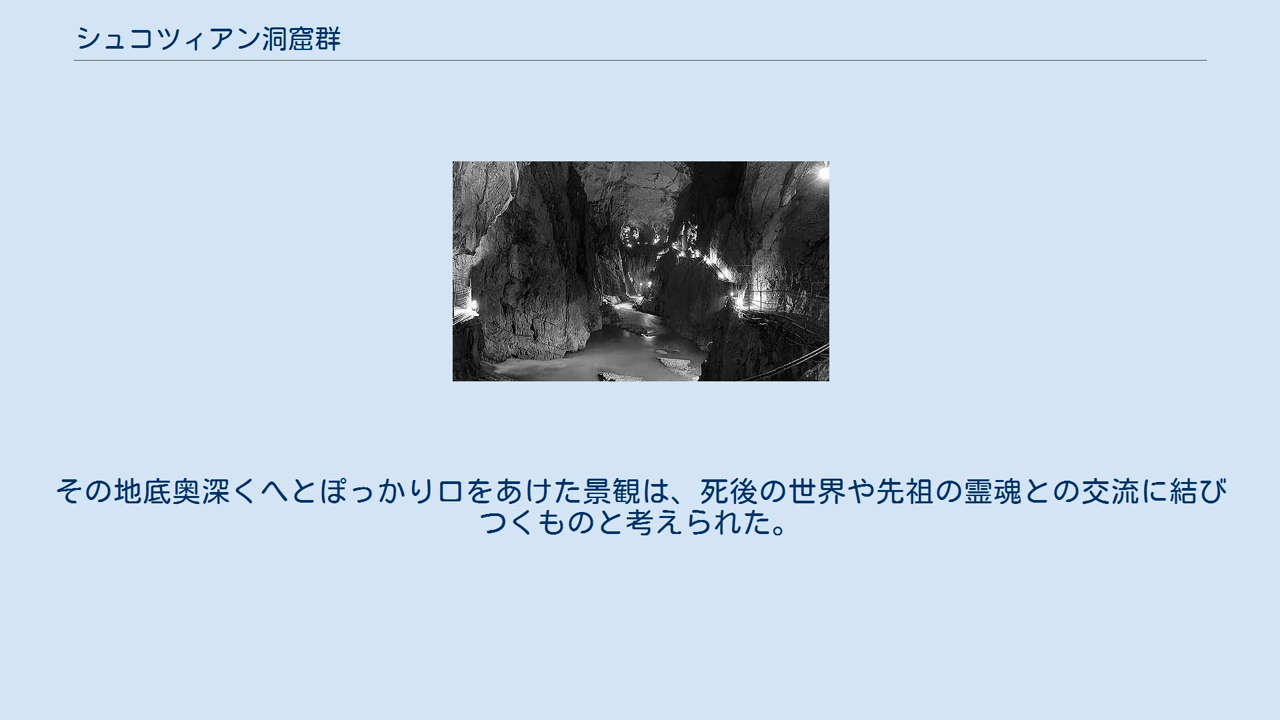 シュコツィアン洞窟群
その地底奥深くへとぽっかり口をあけた景観は、死後の世界や先祖の霊魂との交流に結び
つくものと考えられた。